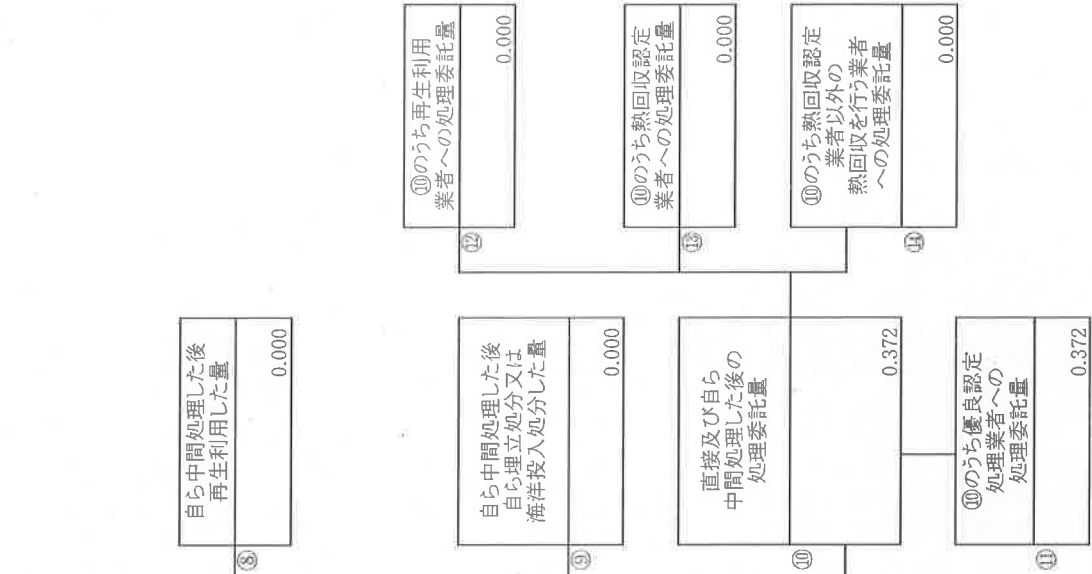 ⑧
自ら中間処理した後
再生利用した量
0.000
⑨
自ら中間処理した後
自ら埋立処分又は
海洋投入処分した量
0.000
⑩
直接及び自ら
中間処理した後の
処理委託量
0.372
⑪
⑩のうち優良認定
処理業者への
処理委託量
0.372
⑫
⑩のうち再生利用
業者への処理委託量
0.000
⑬
⑩のうち熱回収認定
業者への処理委託量
0.000
⑭
⑩のうち熱回収認定
業者以外の
熱回収を行う業者
への処理委託量
0.000